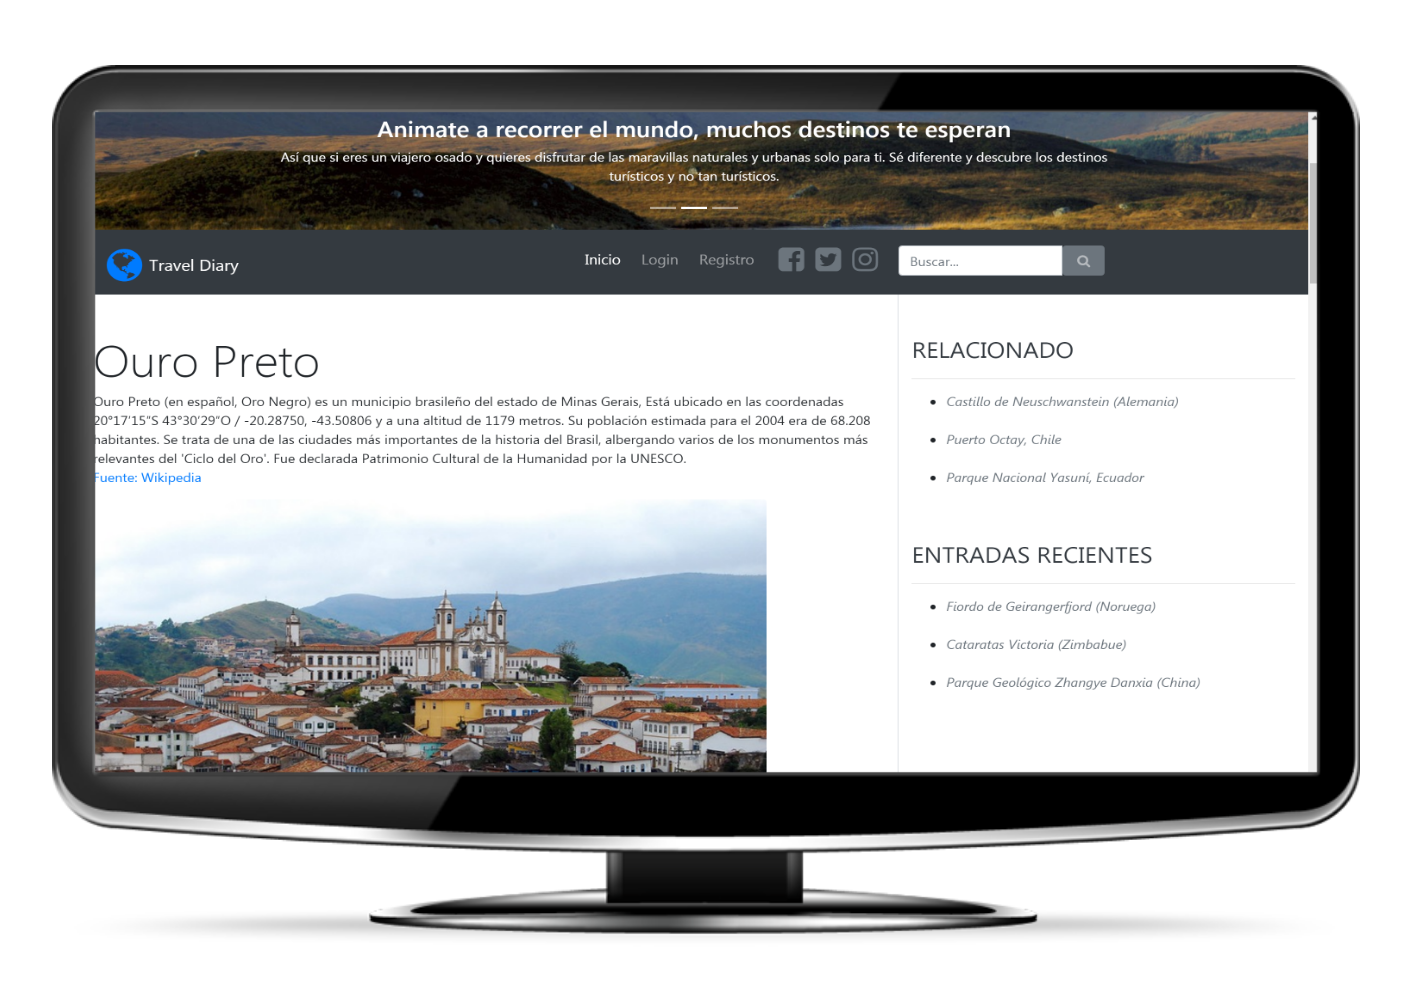 Animate a recorrer el mundo, muchos destinos te esperan
Así que si eres un viajero osado y quieres disfrutar de las maravillas naturales y urbanas solo para ti. Sé diferente y descubre los destinos
turísticos y no tan turísticos.
Travel Diary
Inicio Login Registro Buscar...
Ouro Preto
Ouro Preto (en español, Oro Negro) es un municipio brasileño del estado de Minas Gerais, Está ubicado en las coordenadas
20°17'15"S 43°30'29"O / -20.28750, -43.50806 y a una altitud de 1179 metros. Su población estimada para el 2004 era de 68.208
habitantes. Se trata de una de las ciudades más importantes de la historia del Brasil, albergando varios de los monumentos más
relevantes del 'Ciclo del Oro'. Fue declarada Patrimonio Cultural de la Humanidad por la UNESCO.
Fuente: Wikipedia
RELACIONADO
Castillo de Neuschwanstein (Alemania)
Puerto Octay, Chile
Parque Nacional Yasuní, Ecuador
ENTRADAS RECIENTES
Fiordo de Geirangerfjord (Noruega)
Cataratas Victoria (Zimbabue)
Parque Geológico Zhangye Danxia (China)